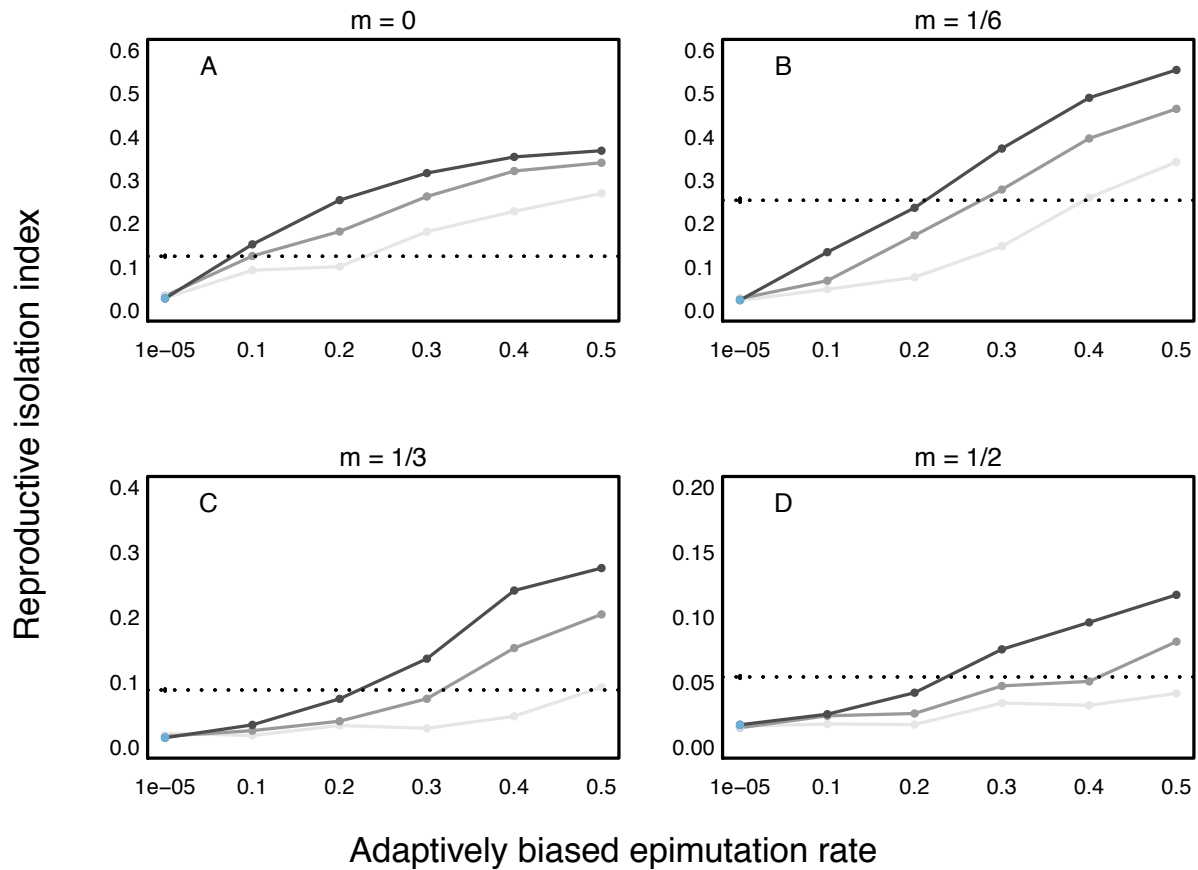 m = 0
A
0.6
0.5
0.4
0.3
0.2
0.1
0.0
1e−05 0.1 0.2 0.3 0.4 0.5
m = 1/6
B
0.6
0.5
0.4
0.3
0.2
0.1
0.0
1e−05 0.1 0.2 0.3 0.4 0.5
m = 1/3
C
0.4
0.3
0.2
0.1
0.0
1e−05 0.1 0.2 0.3 0.4 0.5
m = 1/2
D
0.20
0.15
0.10
0.05
0.00
1e−05 0.1 0.2 0.3 0.4 0.5
Reproductive isolation index
Adaptively biased epimutation rate